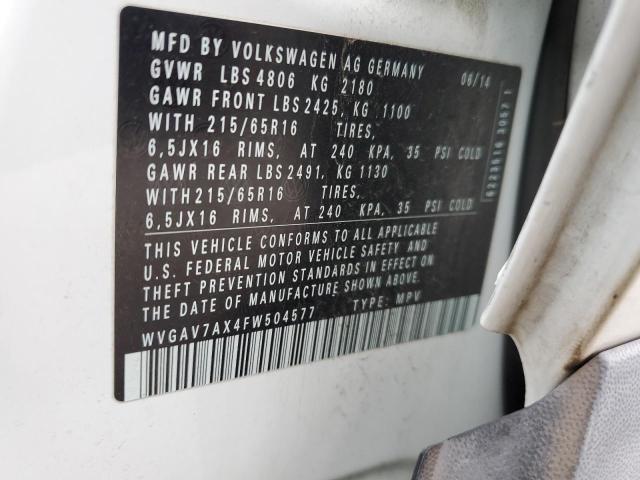 MFD BY VOLKSWAGEN AG GERMANY 06/14
GVWR LBS 4806 KG 2180
GAWR FRONT LBS 2425, KG 1100
WITH 215/65R16 TIRES,
6,5JX16 RIMS, AT 240 KPA, 35 PSI COLD
GAWR REAR LBS 2491, KG 1130
WITH 215/65R16 TIRES,
6,5JX16 RIMS, AT 240 KPA, 35 PSI COLD
THIS VEHICLE CONFORMS TO ALL APPLICABLE
U.S. FEDERAL MOTOR VEHICLE SAFETY AND
THEFT PREVENTION STANDARDS IN EFFECT ON
THE DATE OF MANUFACTURE SHOWN ABOVE.
WVGAV7AX4FW504577 TYPE: MPV